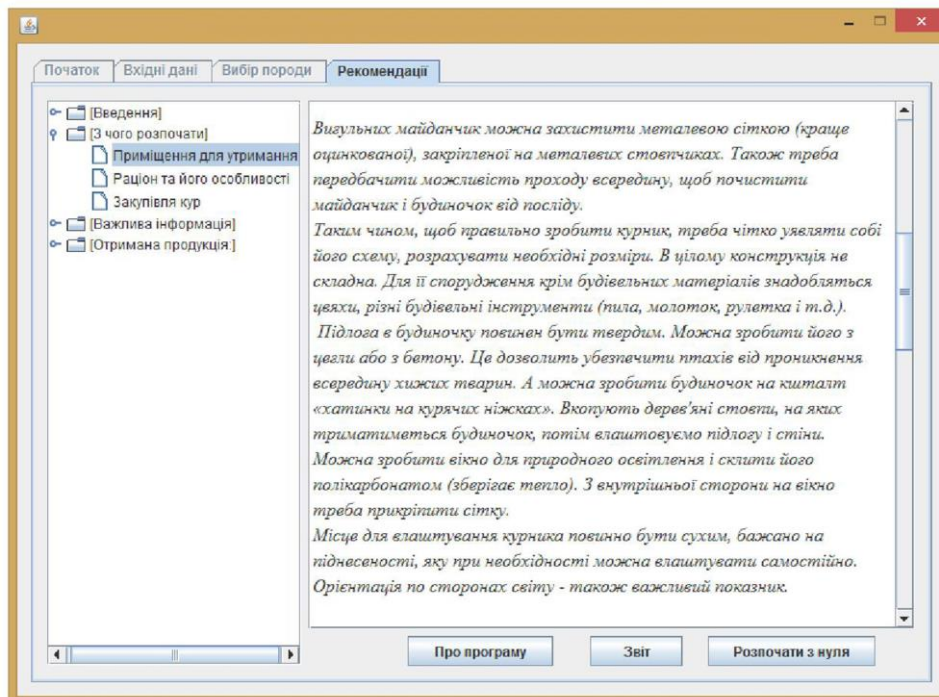 Початок
Вхідні дані
Вибір породи
Рекомендації
[Введення]
[З чого розпочати]
Приміщення для утримання
Раціон та його особливості
Закупівля кур
[Важлива інформація]
[Отримана продукція:]
Вигульних майданчик можна захистити металевою сіткою (краще
оцинкованої), закріпленої на металевих стовпчиках. Також треба
передбачити можливість проходу всередину, щоб почистити
майданчик і будиночок від посліду.
Таким чином, щоб правильно зробити курник, треба чітко уявляти собі
його схему, розрахувати необхідні розміри. В цілому конструкція не
складна. Для її спорудження крім будівельних матеріалів знадобляться
цвяхи, різні будівельні інструменти (пила, молоток, рулетка і т.д.).
Підлога в будиночку повинен бути твердим. Можна зробити його з
цегли або з бетону. Це дозволить убезпечити птахів від проникнення
всередину хижих тварин. А можна зробити будиночок на кшталт
«хатинки на курячих ніжках». Вкопують дерев'яні стовпи, на яких
триматиметься будиночок, потім влаштовуємо підлогу і стіни.
Можна зробити вікно для природного освітлення і склити його
полікарбонатом (зберігає тепло). З внутрішньої сторони на вікно
треба прикріпити сітку.
Місце для влаштування курника повинно бути сухим, бажано на
піднесеності, яку при необхідності можна влаштувати самостійно.
Орієнтація по сторонах світу - також важливий показник.
Про програму
Звіт
Розпочати з нуля